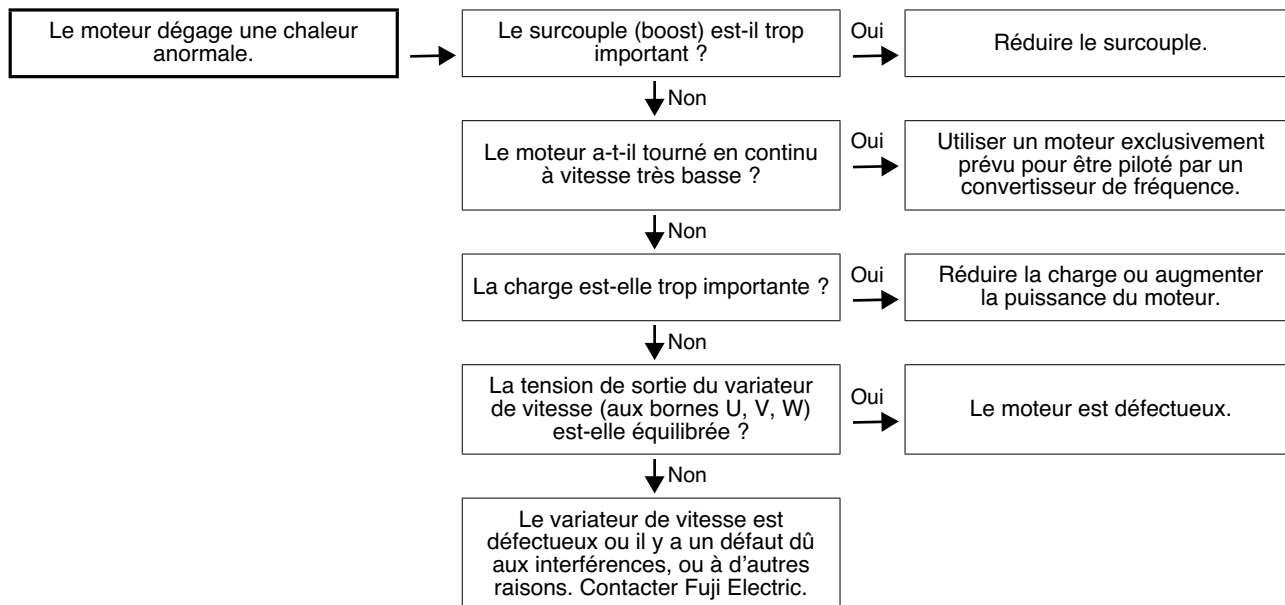 Le moteur dégage une chaleur
anormale.
Le surcouple (boost) est-il trop
important ?
Oui
Réduire le surcouple.
Non
Le moteur a-t-il tourné en continu
à vitesse très basse ?
Oui
Utiliser un moteur exclusivement
prévu pour être piloté par un
convertisseur de fréquence.
Non
La charge est-elle trop importante ?
Oui
Réduire la charge ou augmenter
la puissance du moteur.
Non
La tension de sortie du variateur
de vitesse (aux bornes U, V, W)
est-elle équilibrée ?
Oui
Le moteur est défectueux.
Non
Le variateur de vitesse est
défectueux ou il y a un défaut dû
aux interférences, ou à d'autres
raisons. Contacter Fuji Electric.